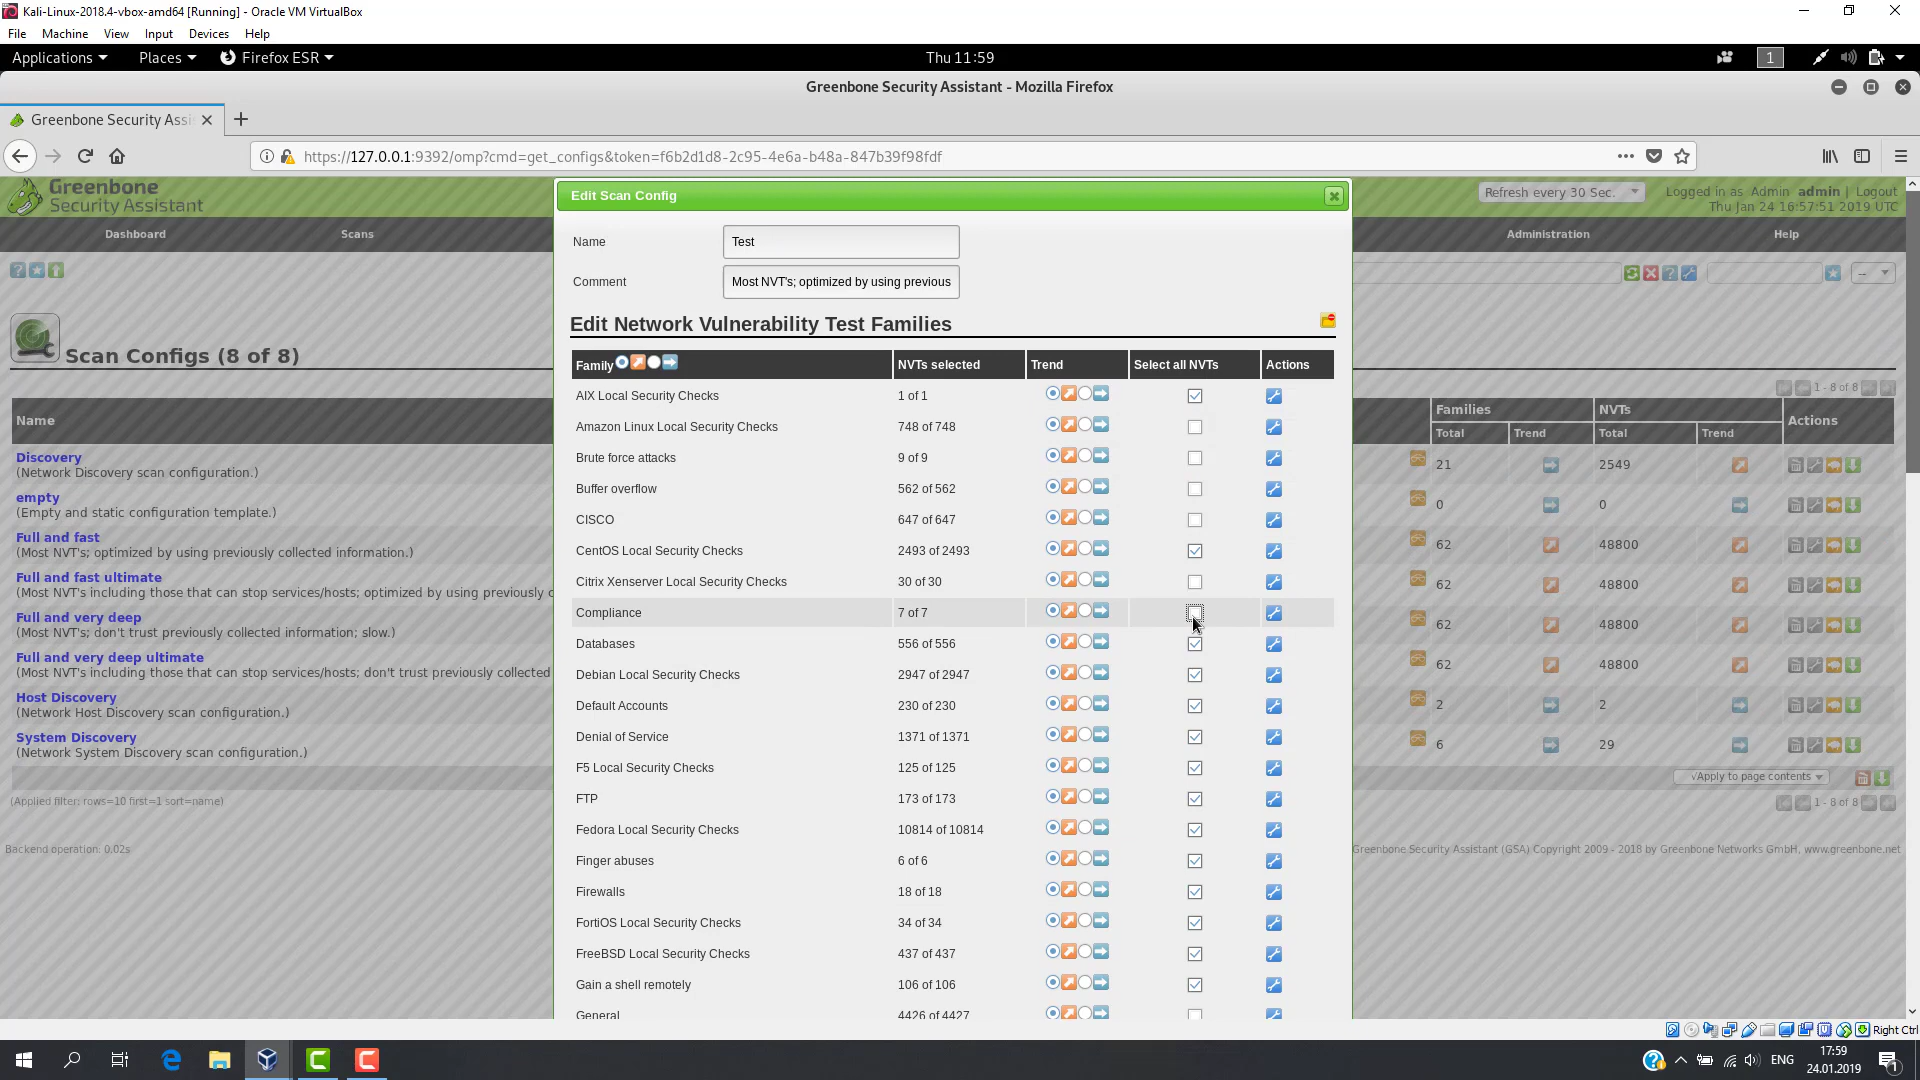 Kali-Linux-2018.4-vbox-amd64 [Running] - Oracle VM VirtualBox
File Machine View Input Devices Help
Applications Places Firefox ESR Thu 11:59 1
Greenbone Security Assistant - Mozilla Firefox
Greenbone Security Assi
https://127.0.0.1:9392/omp?cmd=get_configs&token=f6b2d1d8-2c95-4e6a-b48a-847b39f98fdf
Greenbone
Security Assistant
Refresh every 30 Sec.
Logged in as Admin admin | Logout
Thu Jan 24 16:57:51 2019 UTC
Dashboard Scans Administration Help
--
Scan Configs (8 of 8)
1 - 8 of 8
Name Families NVTs Actions
Total Trend Total Trend
Discovery
(Network Discovery scan configuration.)
21 2549
empty
(Empty and static configuration template.)
0 0
Full and fast
(Most NVT's; optimized by using previously collected information.)
62 48800
Full and fast ultimate
(Most NVT's including those that can stop services/hosts; optimized by using previously c
62 48800
Full and very deep
(Most NVT's; don't trust previously collected information; slow.)
62 48800
Full and very deep ultimate
(Most NVT's including those that can stop services/hosts; don't trust previously collected
62 48800
Host Discovery
(Network Host Discovery scan configuration.)
2 2
System Discovery
(Network System Discovery scan configuration.)
6 29
√Apply to page contents
(Applied filter: rows=10 first=1 sort=name)
1 - 8 of 8
Backend operation: 0.02s
Greenbone Security Assistant (GSA) Copyright 2009 - 2018 by Greenbone Networks GmbH, www.greenbone.net
Edit Scan Config
Name Test
Comment Most NVT's; optimized by using previous
Edit Network Vulnerability Test Families
Family NVTs selected Trend Select all NVTs Actions
AIX Local Security Checks 1 of 1
Amazon Linux Local Security Checks 748 of 748
Brute force attacks 9 of 9
Buffer overflow 562 of 562
CISCO 647 of 647
CentOS Local Security Checks 2493 of 2493
Citrix Xenserver Local Security Checks 30 of 30
Compliance 7 of 7
Databases 556 of 556
Debian Local Security Checks 2947 of 2947
Default Accounts 230 of 230
Denial of Service 1371 of 1371
F5 Local Security Checks 125 of 125
FTP 173 of 173
Fedora Local Security Checks 10814 of 10814
Finger abuses 6 of 6
Firewalls 18 of 18
FortiOS Local Security Checks 34 of 34
FreeBSD Local Security Checks 437 of 437
Gain a shell remotely 106 of 106
General 4426 of 4427
Right Ctrl
ENG
17:59
24.01.2019
1